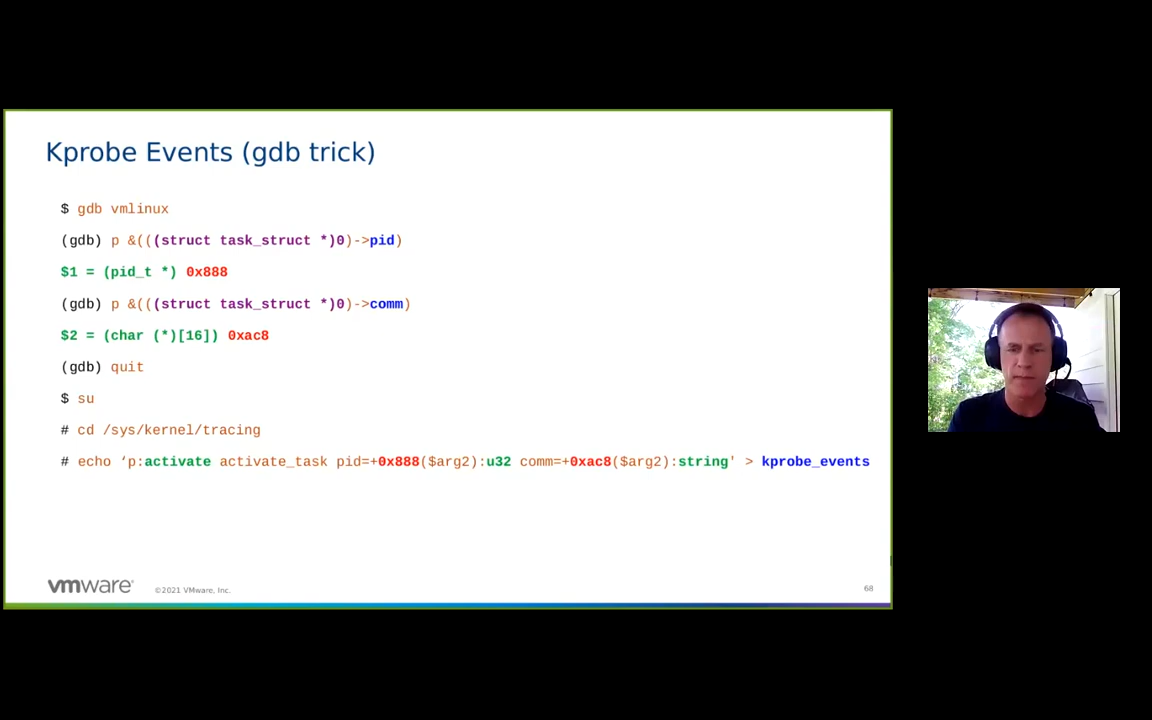 Kprobe Events (gdb trick)
$ gdb vmlinux
(gdb) p &(((struct task_struct *)0)->pid)
$1 = (pid_t *) 0x888
(gdb) p &(((struct task_struct *)0)->comm)
$2 = (char (*)[16]) 0xac8
(gdb) quit
$ su
# cd /sys/kernel/tracing
# echo ‘p:activate activate_task pid=+0x888($arg2):u32 comm=+0xac8($arg2):string' > kprobe_events
vmware®
©2021 VMware, Inc.
68